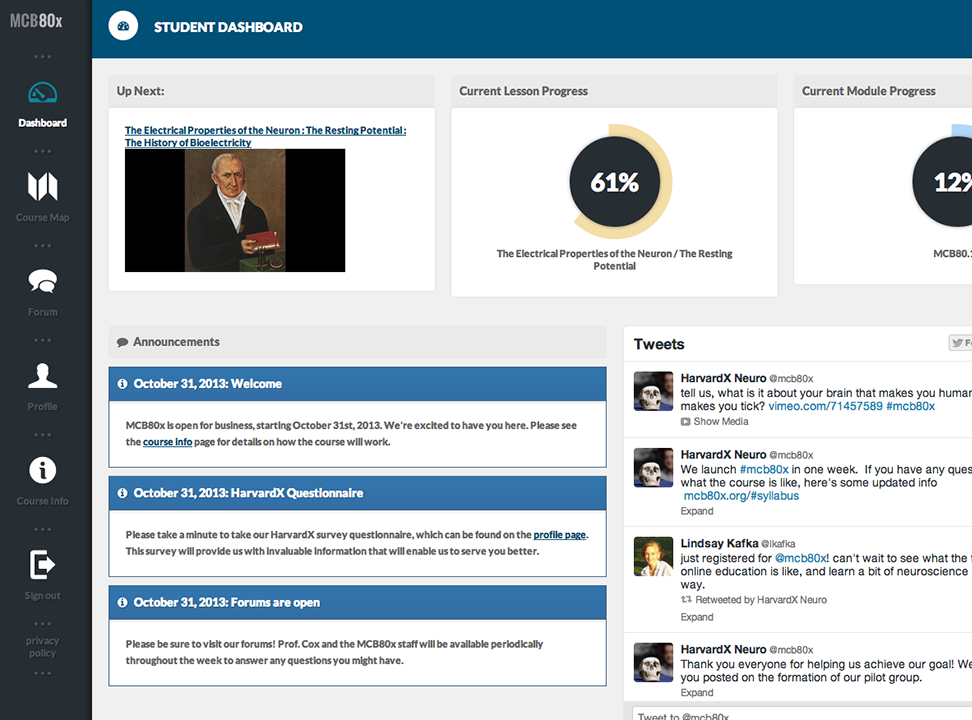 MCB80x
STUDENT DASHBOARD
Dashboard
Course Map
Forum
Profile
Course Info
Sign out
privacy
policy
Up Next:
The Electrical Properties of the Neuron : The Resting Potential :
The History of Bioelectricity
Current Lesson Progress
61%
The Electrical Properties of the Neuron / The Resting
Potential
Current Module Progress
12%
MCB80.
Announcements
October 31, 2013: Welcome
MCB80x is open for business, starting October 31st, 2013. We're excited to have you here. Please see
the course info page for details on how the course will work.
October 31, 2013: HarvardX Questionnaire
Please take a minute to take our HarvardX survey questionnaire, which can be found on the profile page.
This survey will provide us with invaluable information that will enable us to serve you better.
October 31, 2013: Forums are open
Please be sure to visit our forums! Prof. Cox and the MCB80x staff will be available periodically
throughout the week to answer any questions you might have.
Tweets
HarvardX Neuro @mcb80x
tell us, what is it about your brain that makes you human
makes you tick? vimeo.com/71457589 #mcb80x
Show Media
HarvardX Neuro @mcb80x
We launch #mcb80x in one week. If you have any ques
what the course is like, here's some updated info
mcb80x.org/#syllabus
Expand
Lindsay Kafka @lkafka
just registered for @mcb80x! can't wait to see what the
online education is like, and learn a bit of neuroscience
way.
Retweeted by HarvardX Neuro
Expand
HarvardX Neuro @mcb80x
Thank you everyone for helping us achieve our goal! We
you posted on the formation of our pilot group.
Expand
Tweet to @mcb80x